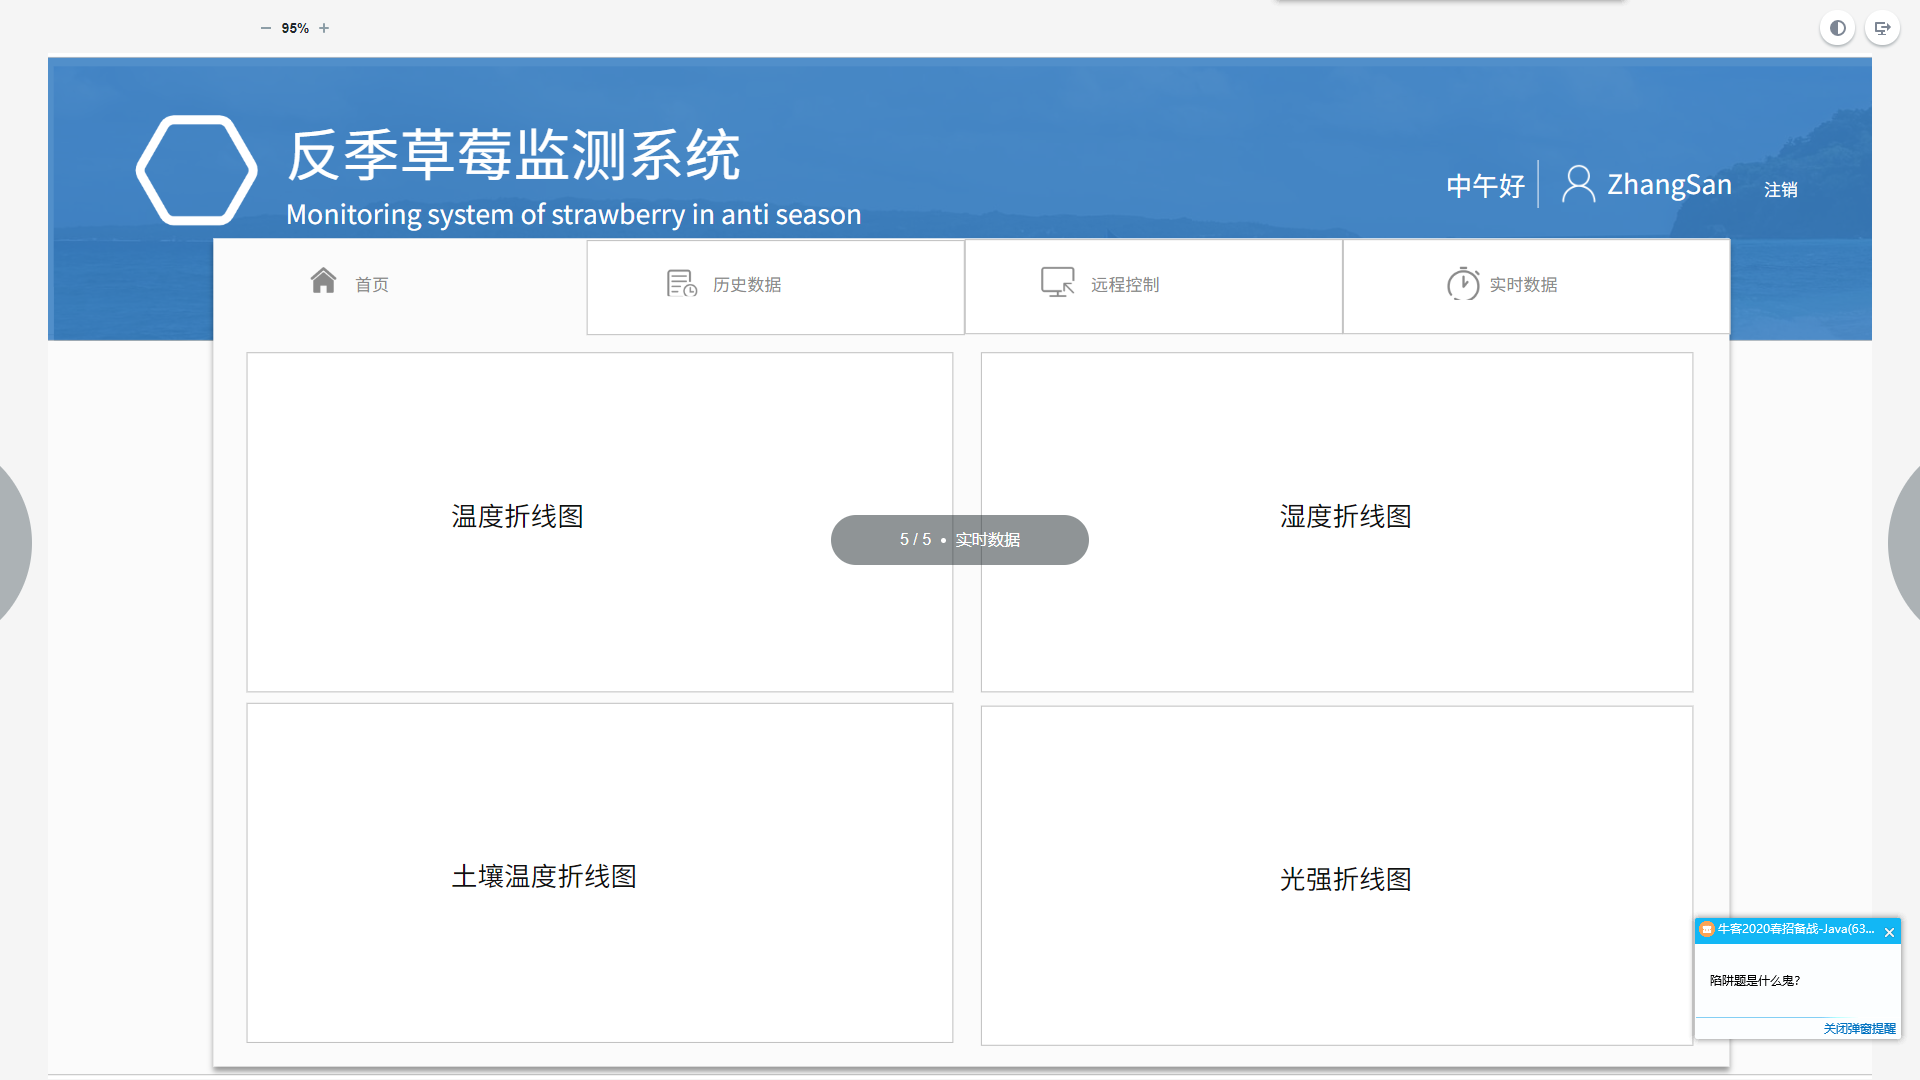 95%
反季草莓监测系统
Monitoring system of strawberry in anti season
中午好
ZhangSan
注销
首页
历史数据
远程控制
实时数据
温度折线图
湿度折线图
5 / 5 • 实时数据
土壤温度折线图
光强折线图
牛客2020春招备战-Java(63...
陷阱题是什么鬼?
关闭弹窗提醒